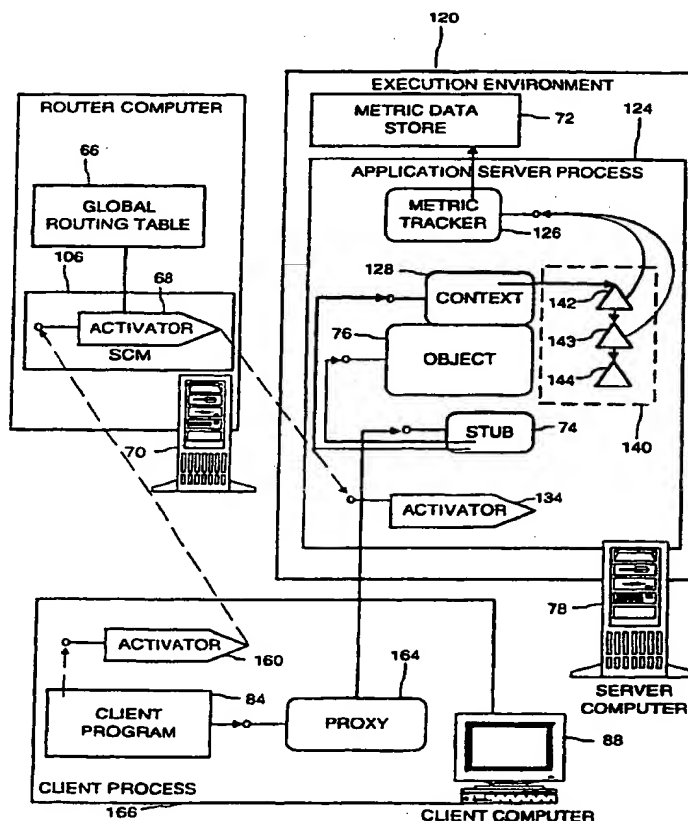 120
EXECUTION ENVIRONMENT
ROUTER COMPUTER
METRIC DATA
STORE
72
124
66
APPLICATION SERVER PROCESS
GLOBAL
ROUTING TABLE
METRIC
TRACKER
126
106
68
128
CONTEXT
142
ACTIVATOR
SCM
76
OBJECT
143
144
STUB
74
140
70
ACTIVATOR
134
78
ACTIVATOR
160
164
SERVER
COMPUTER
84
CLIENT
PROGRAM
PROXY
88
CLIENT PROCESS
166
CLIENT COMPUTER